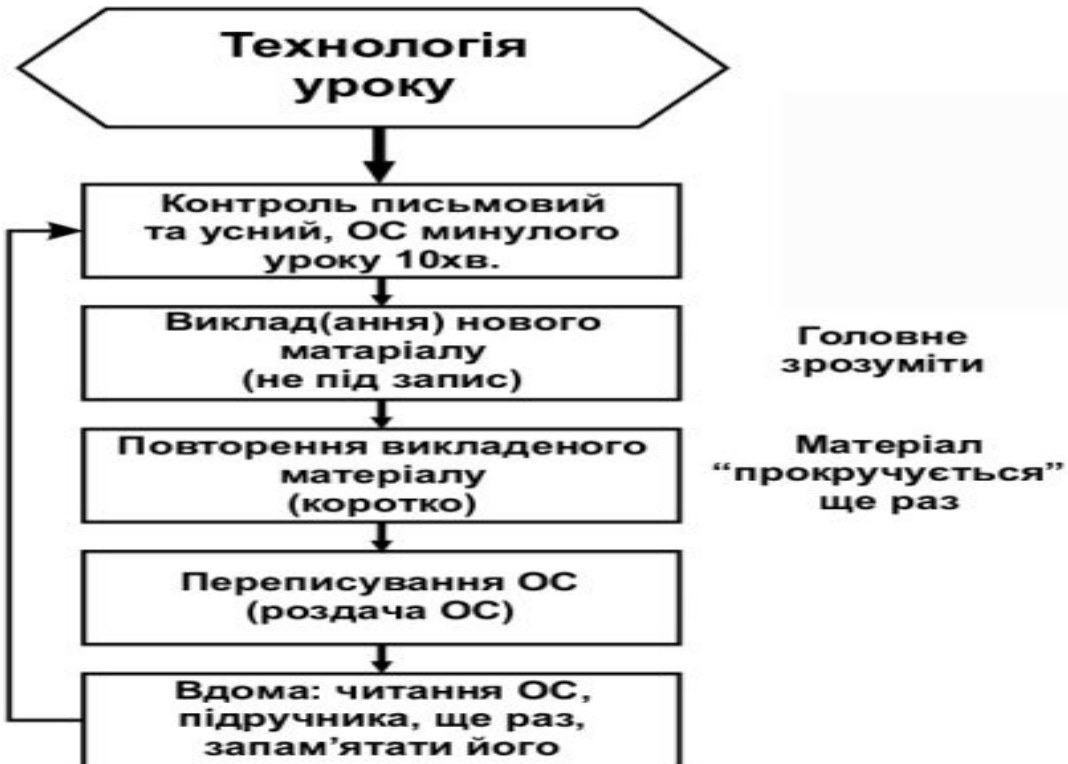 Технологія
уроку
Контроль письмовий
та усний, ОС минулого
уроку 10хв.
Виклад(ання) нового
матаріалу
(не під запис)
Головне
зрозуміти
Повторення викладеного
матеріалу
(коротко)
Матеріал
“прокручується”
ще раз
Переписування ОС
(роздача ОС)
Вдома: читання ОС,
підручника, ще раз,
запам’ятати його